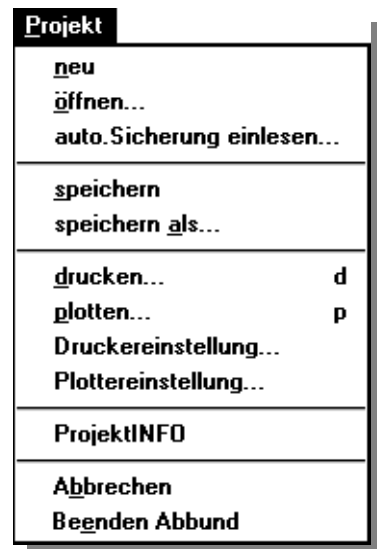 Projekt
neu
öffnen...
auto.Sicherung einlesen...
speichern
speichern als...
drucken... d
plotten... p
Druckereinstellung...
Plottereinstellung...
ProjektINFO
Abbrechen
Beenden Abbund